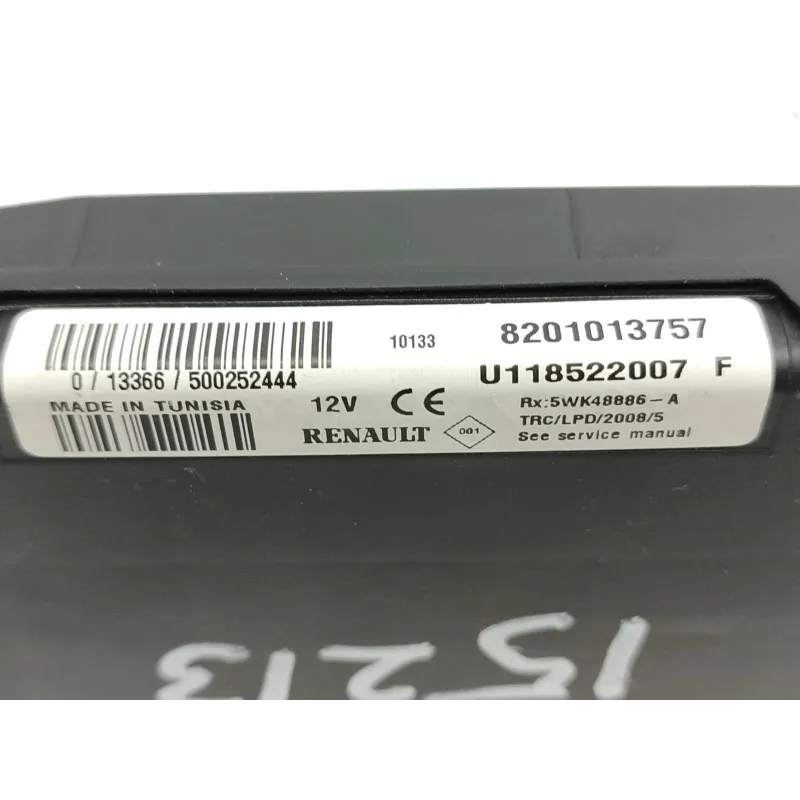 10133 8201013757
0 / 13366 / 500252444
U118522007 F
MADE IN TUNISIA
12V CE
Rx:5WK48886-A
TRC/LPD/2008/5
RENAULT 001
See service manual
15213